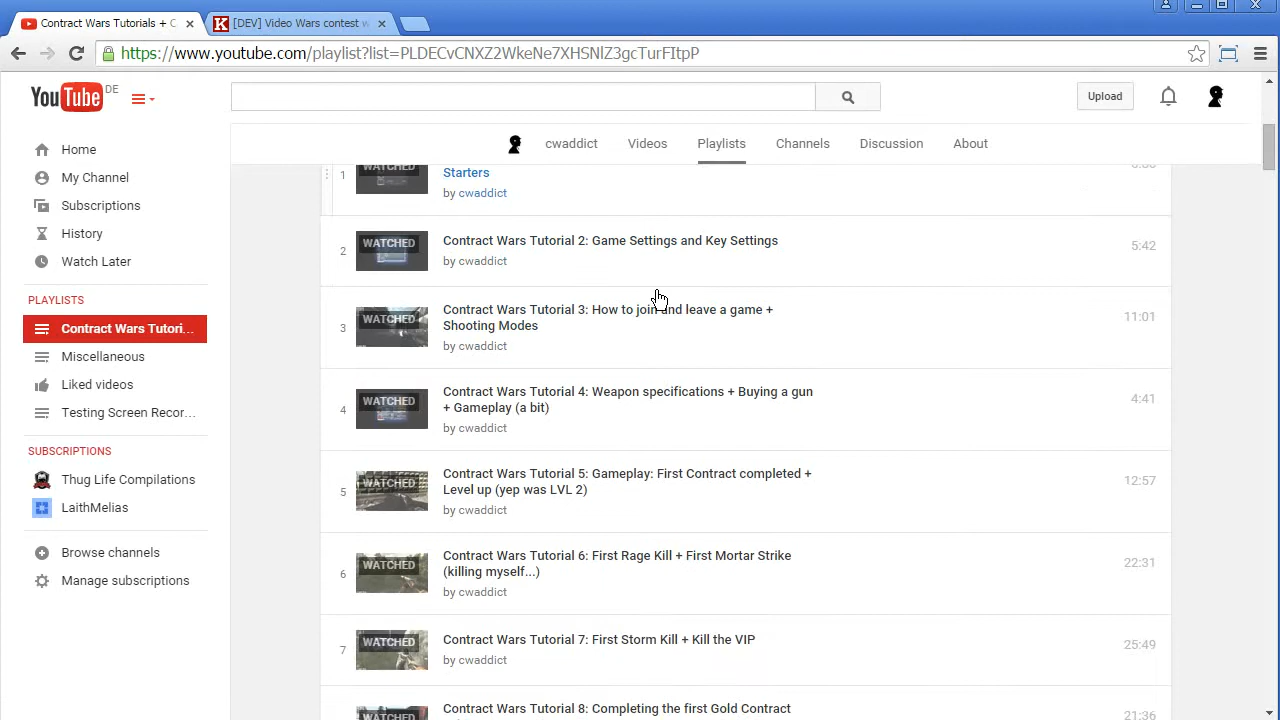 Contract Wars Tutorials + C
[DEV] Video Wars contest w
https://www.youtube.com/playlist?list=PLDECvCNXZ2WkeNe7XHSNlZ3gcTurFItpP
YouTube DE
Upload
cwaddict Videos Playlists Channels Discussion About
Home
My Channel
Subscriptions
History
Watch Later
PLAYLISTS
Contract Wars Tutori...
Miscellaneous
Liked videos
Testing Screen Recor...
SUBSCRIPTIONS
Thug Life Compilations
LaithMelias
Browse channels
Manage subscriptions
1 WATCHED
Starters
by cwaddict
2 WATCHED
Contract Wars Tutorial 2: Game Settings and Key Settings
by cwaddict
5:42
3 WATCHED
Contract Wars Tutorial 3: How to join and leave a game +
Shooting Modes
by cwaddict
11:01
4 WATCHED
Contract Wars Tutorial 4: Weapon specifications + Buying a gun
+ Gameplay (a bit)
by cwaddict
4:41
5 WATCHED
Contract Wars Tutorial 5: Gameplay: First Contract completed +
Level up (yep was LVL 2)
by cwaddict
12:57
6 WATCHED
Contract Wars Tutorial 6: First Rage Kill + First Mortar Strike
(killing myself...)
by cwaddict
22:31
7 WATCHED
Contract Wars Tutorial 7: First Storm Kill + Kill the VIP
by cwaddict
25:49
WATCHED
Contract Wars Tutorial 8: Completing the first Gold Contract
21:36